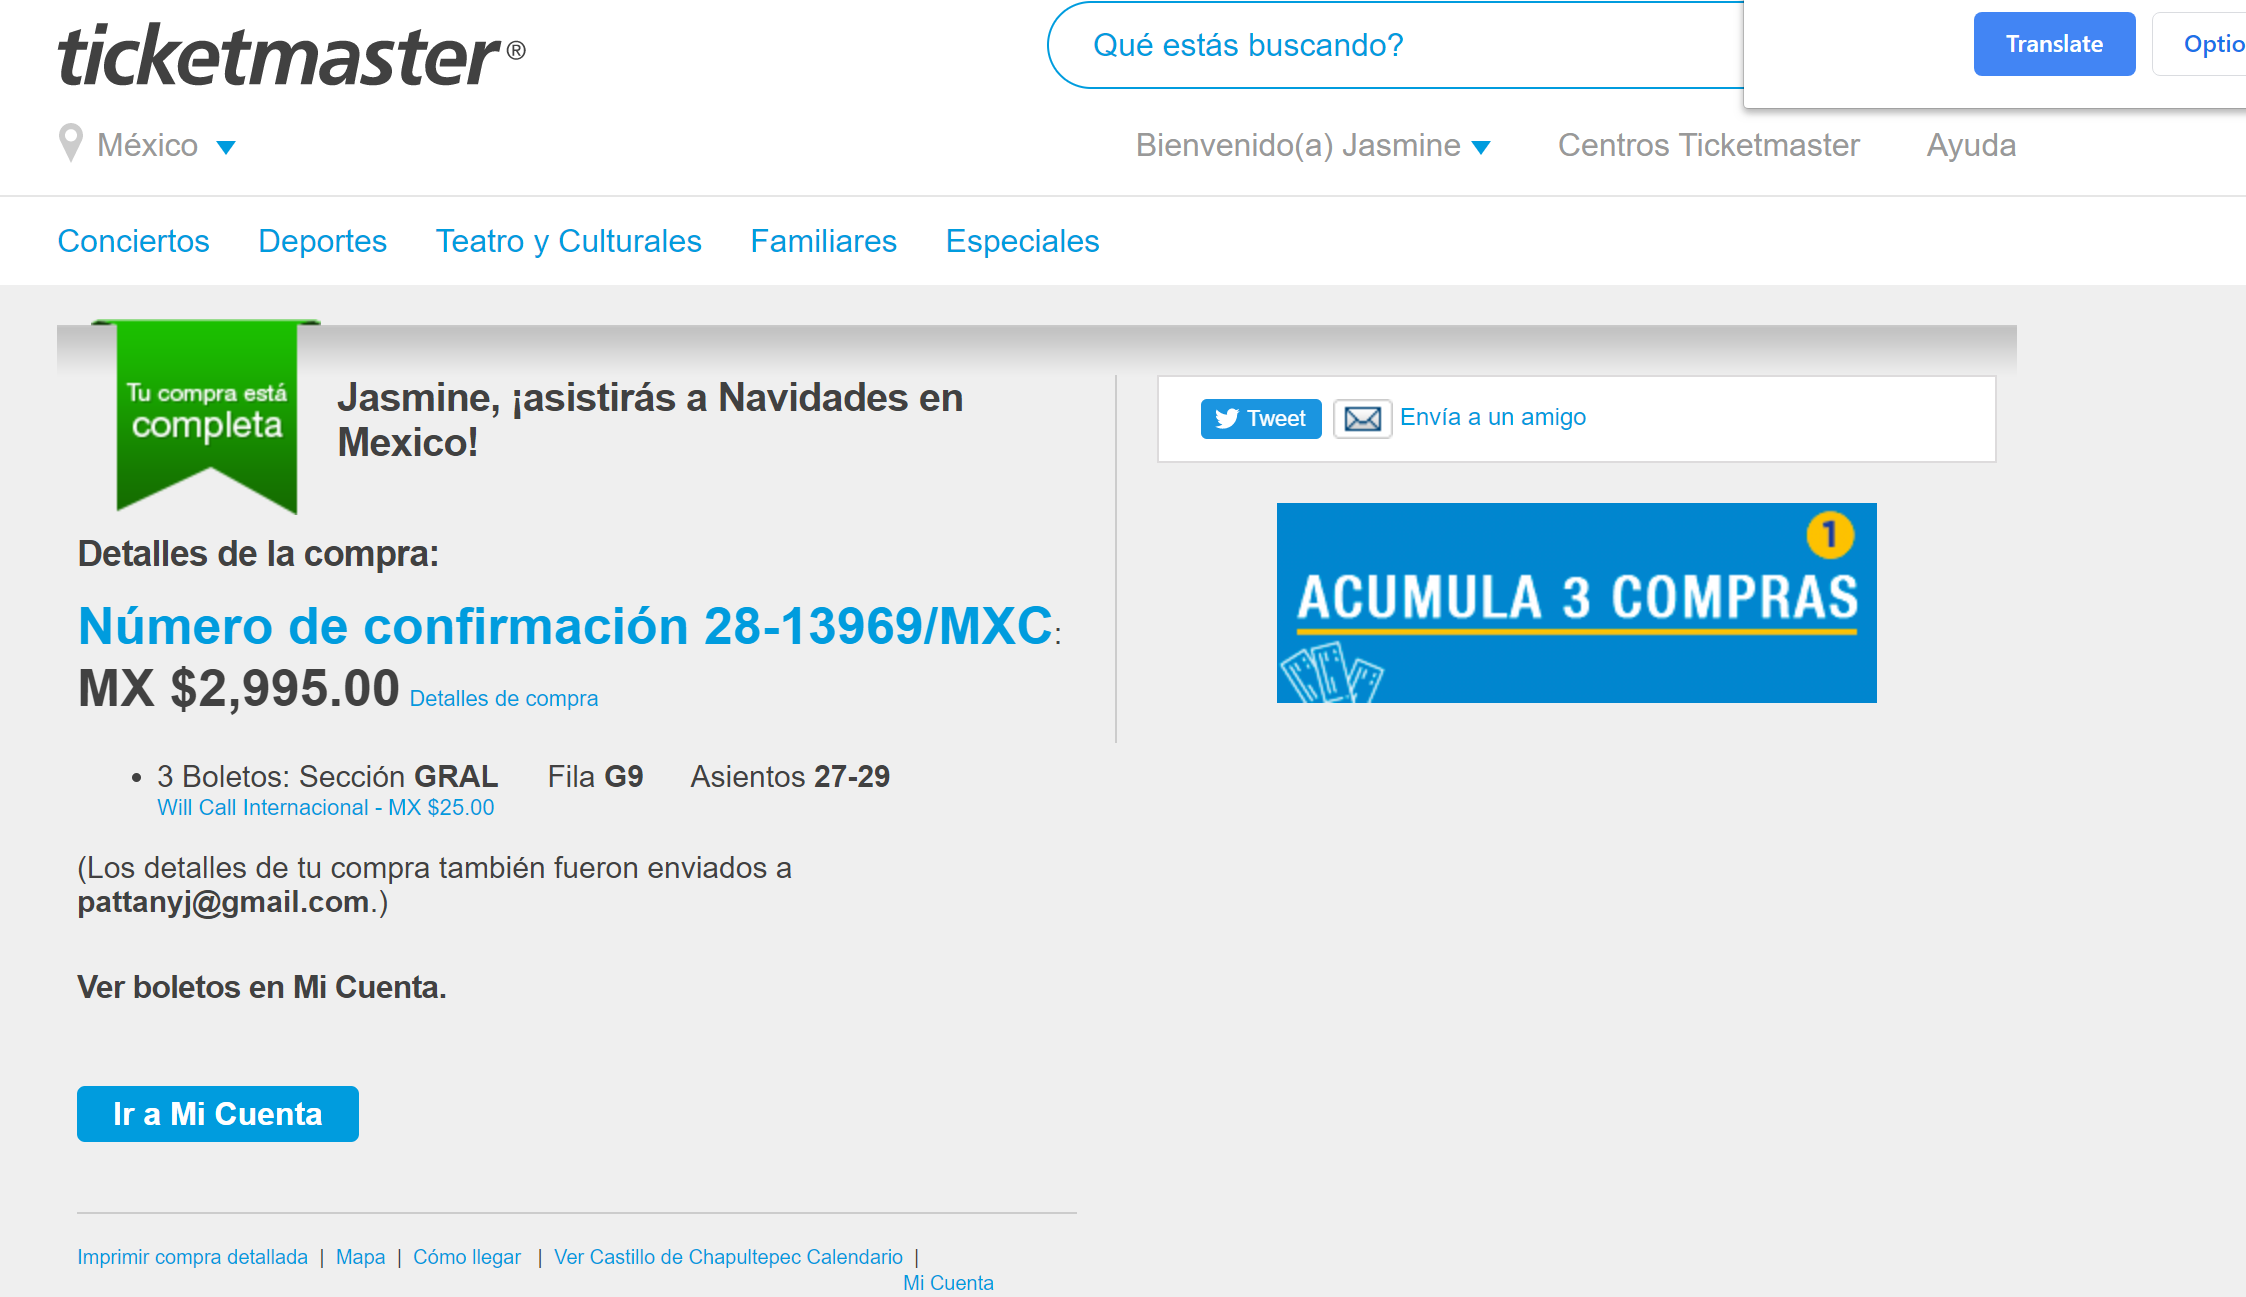 ticketmaster®
Qué estás buscando?
Translate
Optio
México
Bienvenido(a) Jasmine
Centros Ticketmaster
Ayuda
Conciertos
Deportes
Teatro y Culturales
Familiares
Especiales
Tu compra está
completa
Jasmine, ¡asistirás a Navidades en
Mexico!
Tweet
Envía a un amigo
1
ACUMULA 3 COMPRAS
Detalles de la compra:
Número de confirmación 28-13969/MXC:
MX $2,995.00 Detalles de compra
• 3 Boletos: Sección GRAL Fila G9 Asientos 27-29
Will Call Internacional - MX $25.00
(Los detalles de tu compra también fueron enviados a
pattanyj@gmail.com.)
Ver boletos en Mi Cuenta.
Ir a Mi Cuenta
Imprimir compra detallada | Mapa | Cómo llegar | Ver Castillo de Chapultepec Calendario |
Mi Cuenta